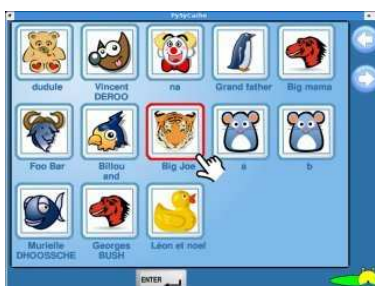 PySyCache
dudule
Vincent
DEROO
na
Grand father
Big mama
Foo Bar
Billou
and
Big Joe
a
b
Murielle
DHOOSSCHE
Georges
BUSH
Léon et noel
ENTER